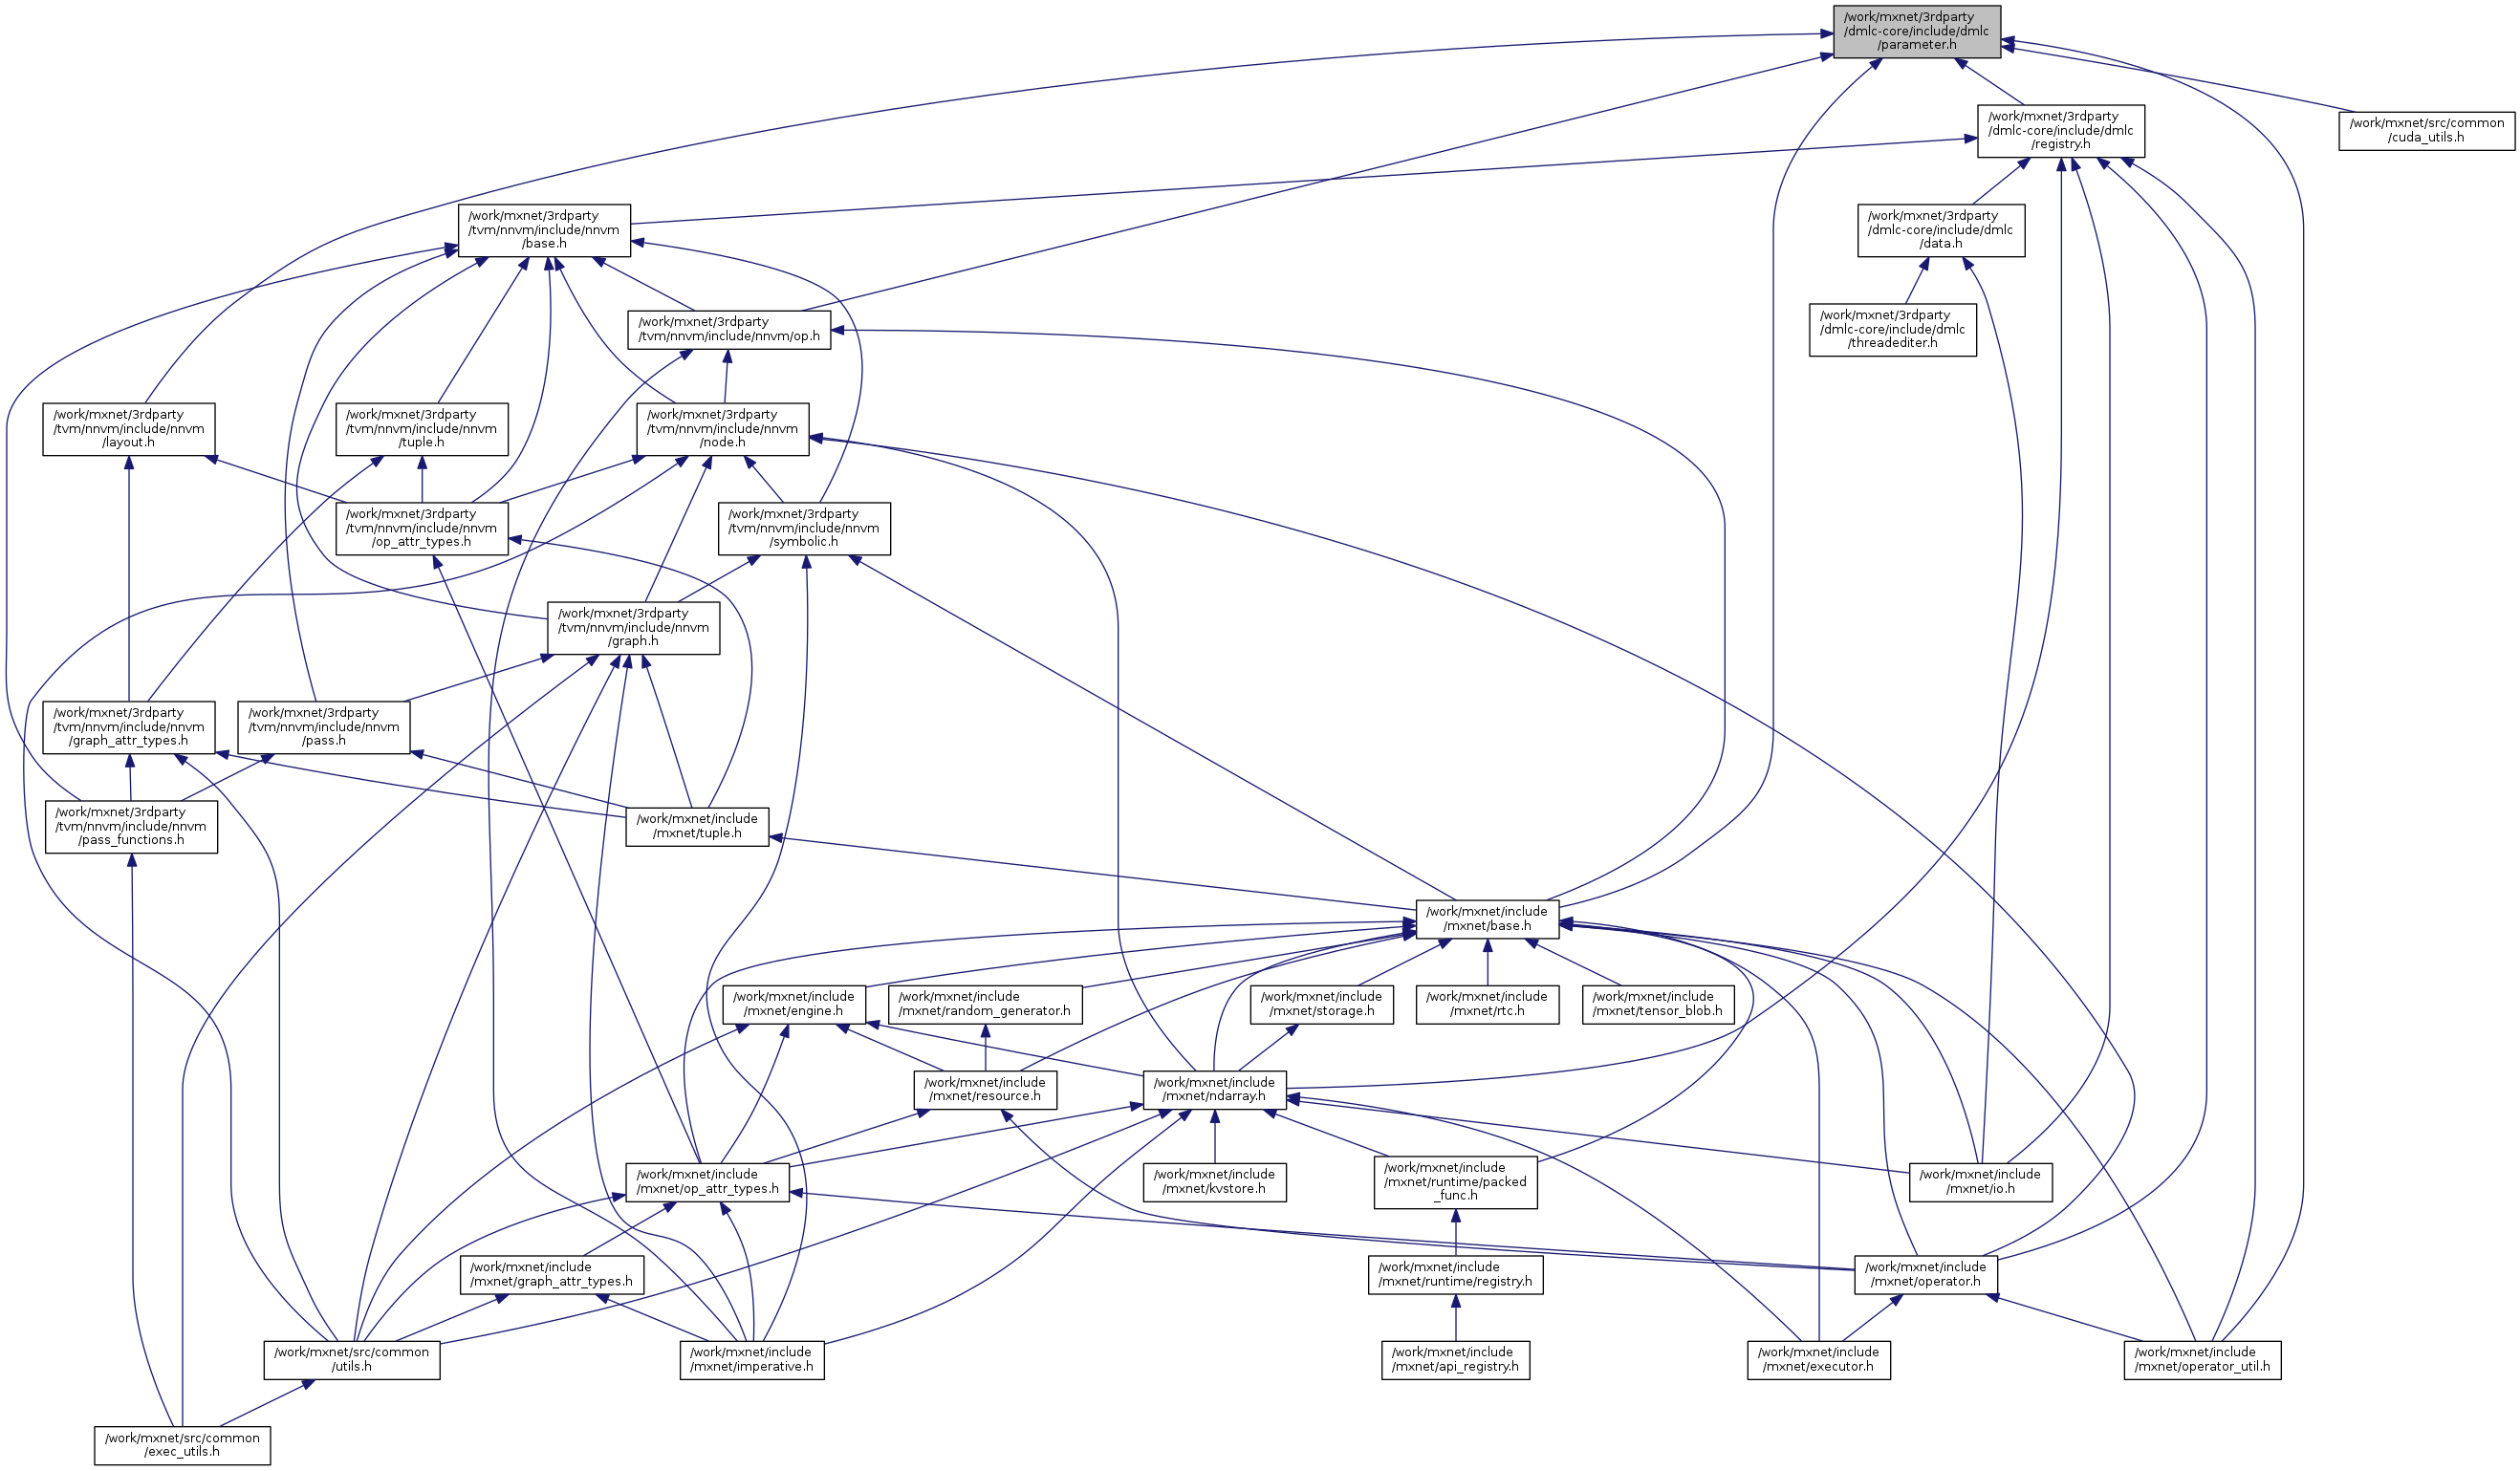 /work/mxnet/3rdparty
/dmlc-core/include/dmlc
/parameter.h
/work/mxnet/3rdparty
/dmlc-core/include/dmlc
/registry.h
/work/mxnet/src/common
/cuda_utils.h
/work/mxnet/3rdparty
/tvm/nnvm/include/nnvm
/base.h
/work/mxnet/3rdparty
/dmlc-core/include/dmlc
/data.h
/work/mxnet/3rdparty
/tvm/nnvm/include/nnvm/op.h
/work/mxnet/3rdparty
/dmlc-core/include/dmlc
/threadediter.h
/work/mxnet/3rdparty
/tvm/nnvm/include/nnvm
/layout.h
/work/mxnet/3rdparty
/tvm/nnvm/include/nnvm
/tuple.h
/work/mxnet/3rdparty
/tvm/nnvm/include/nnvm
/node.h
/work/mxnet/3rdparty
/tvm/nnvm/include/nnvm
/op_attr_types.h
/work/mxnet/3rdparty
/tvm/nnvm/include/nnvm
/symbolic.h
/work/mxnet/3rdparty
/tvm/nnvm/include/nnvm
/graph.h
/work/mxnet/3rdparty
/tvm/nnvm/include/nnvm
/graph_attr_types.h
/work/mxnet/3rdparty
/tvm/nnvm/include/nnvm
/pass.h
/work/mxnet/3rdparty
/tvm/nnvm/include/nnvm
/pass_functions.h
/work/mxnet/include
/mxnet/tuple.h
/work/mxnet/include
/mxnet/base.h
/work/mxnet/include
/mxnet/engine.h
/work/mxnet/include
/mxnet/random_generator.h
/work/mxnet/include
/mxnet/storage.h
/work/mxnet/include
/mxnet/rtc.h
/work/mxnet/include
/mxnet/tensor_blob.h
/work/mxnet/include
/mxnet/resource.h
/work/mxnet/include
/mxnet/ndarray.h
/work/mxnet/include
/mxnet/op_attr_types.h
/work/mxnet/include
/mxnet/kvstore.h
/work/mxnet/include
/mxnet/runtime/packed
_func.h
/work/mxnet/include
/mxnet/io.h
/work/mxnet/include
/mxnet/graph_attr_types.h
/work/mxnet/include
/mxnet/runtime/registry.h
/work/mxnet/include
/mxnet/operator.h
/work/mxnet/src/common
/utils.h
/work/mxnet/include
/mxnet/imperative.h
/work/mxnet/include
/mxnet/api_registry.h
/work/mxnet/include
/mxnet/executor.h
/work/mxnet/include
/mxnet/operator_util.h
/work/mxnet/src/common
/exec_utils.h